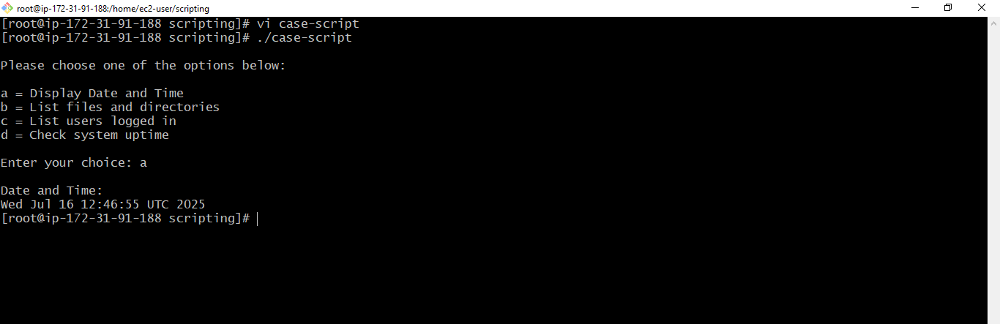 root@ip-172-31-91-188:/home/ec2-user/scripting
[root@ip-172-31-91-188 scripting]# vi case-script
[root@ip-172-31-91-188 scripting]# ./case-script
Please choose one of the options below:
a = Display Date and Time
b = List files and directories
c = List users logged in
d = Check system uptime
Enter your choice: a
Date and Time:
Wed Jul 16 12:46:55 UTC 2025
[root@ip-172-31-91-188 scripting]#